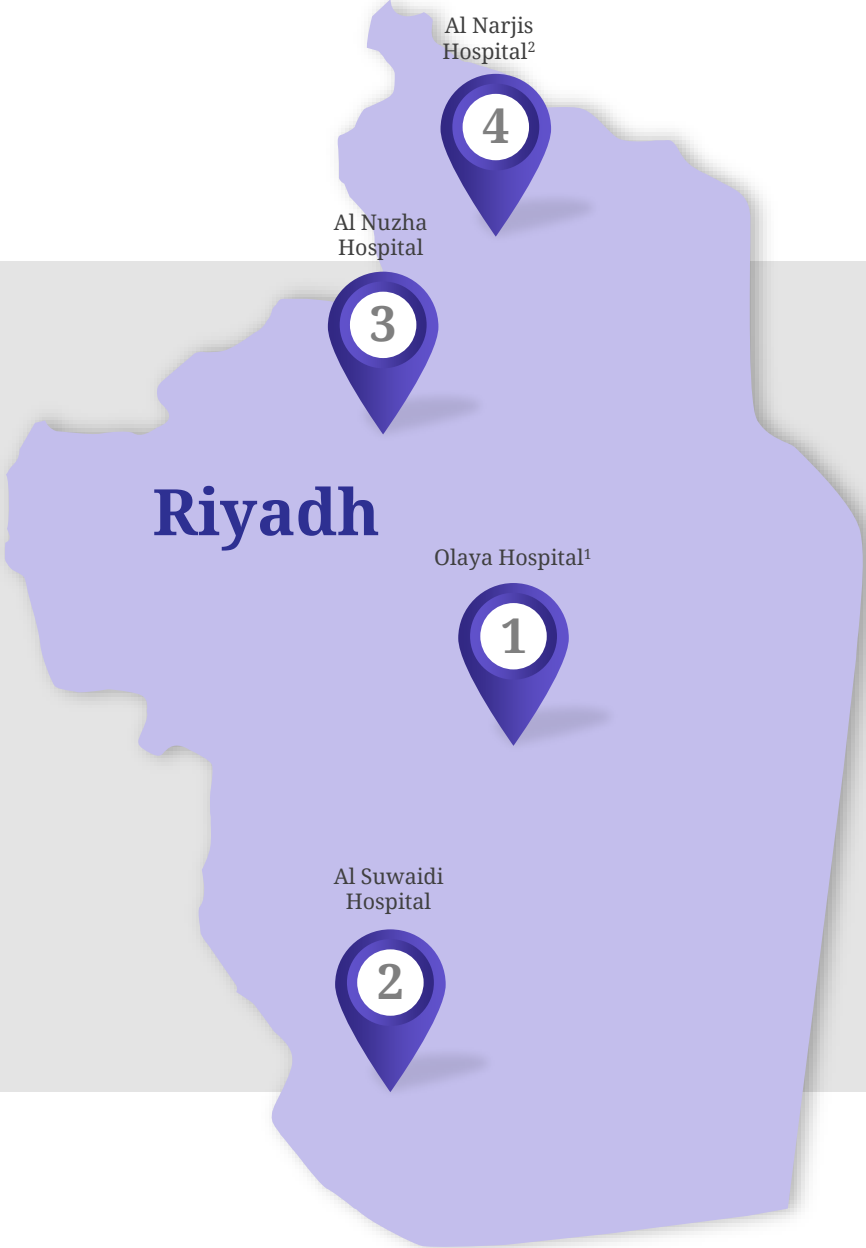 Al Narjis
Hospital²
4
Al Nuzha
Hospital
3
Riyadh
Olaya Hospital¹
1
Al Suwaidi
Hospital
2